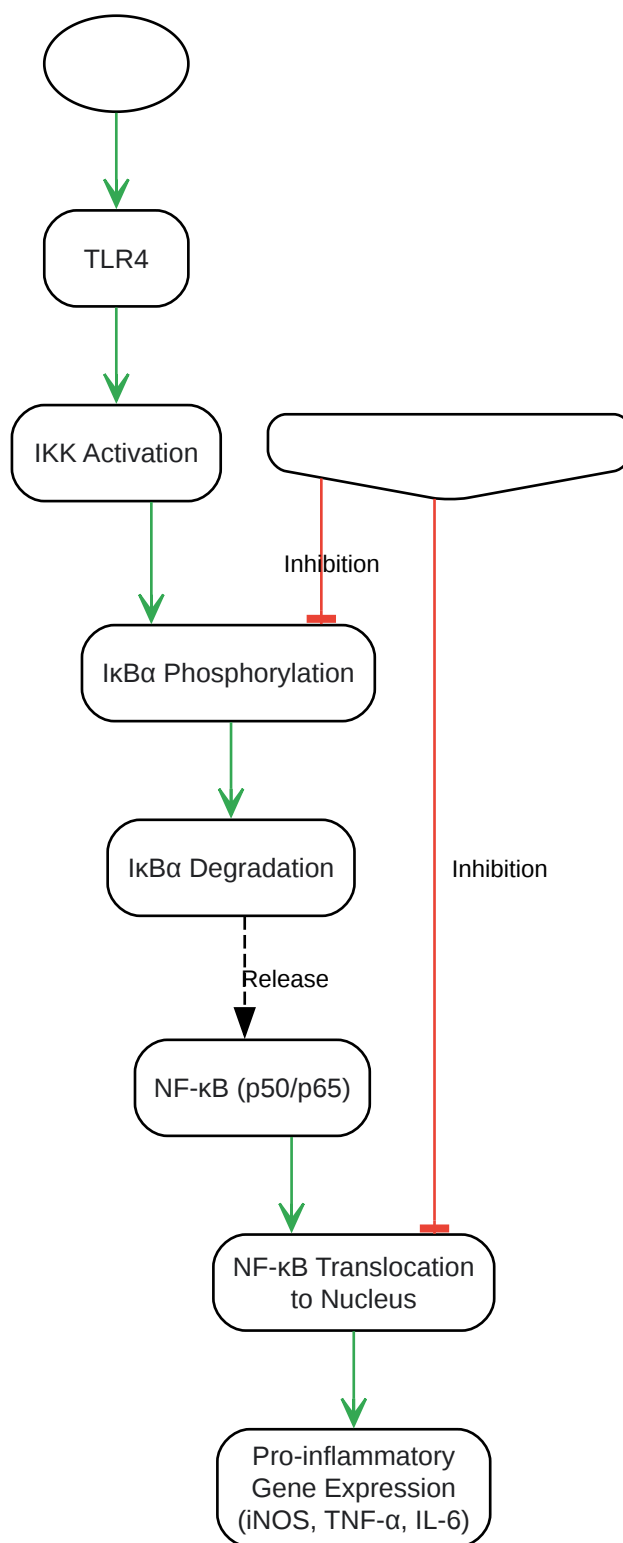 TLR4
IKK Activation
Inhibition
IκBα Phosphorylation
IκBα Degradation
Inhibition
Release
NF-κB (p50/p65)
NF-κB Translocation
to Nucleus
Pro-inflammatory
Gene Expression
(iNOS, TNF-α, IL-6)